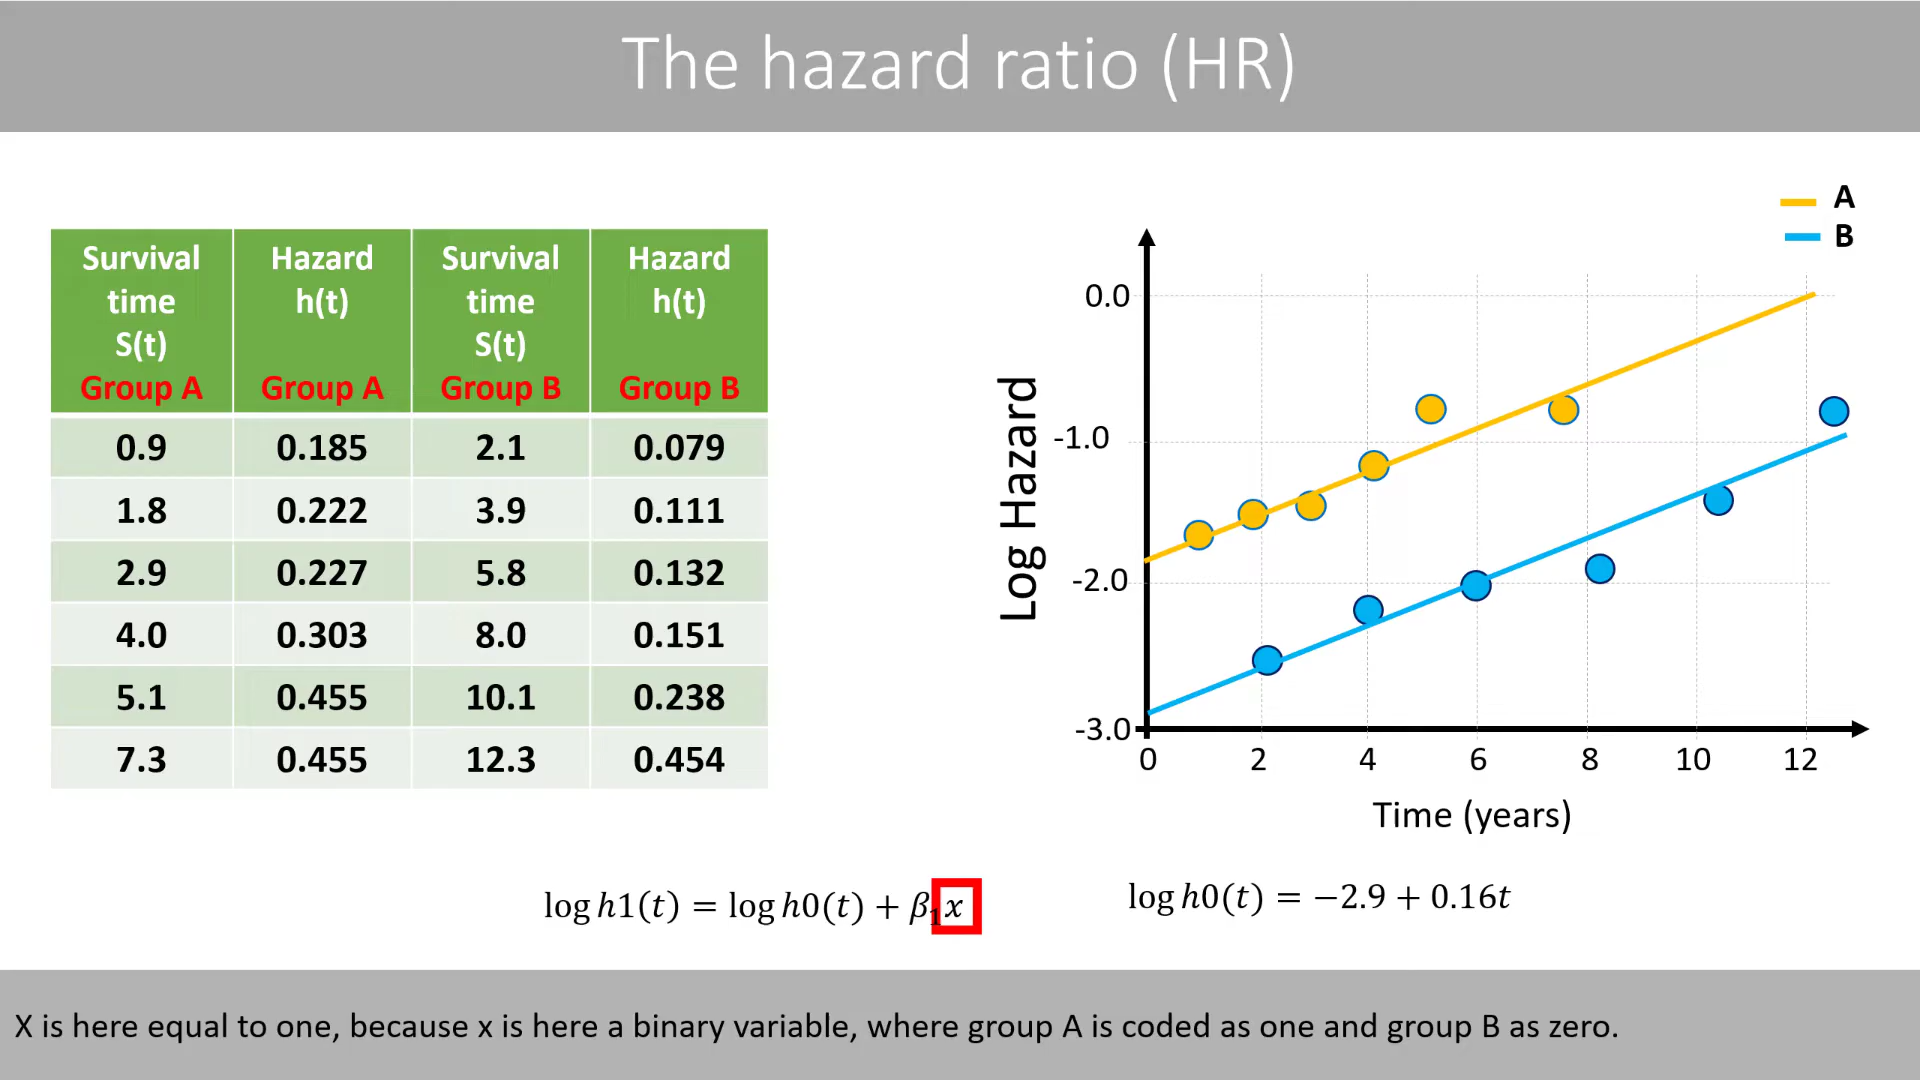 The hazard ratio (HR)
Survival time S(t) Group A
Hazard h(t) Group A
Survival time S(t) Group B
Hazard h(t) Group B
0.9 0.185 2.1 0.079
1.8 0.222 3.9 0.111
2.9 0.227 5.8 0.132
4.0 0.303 8.0 0.151
5.1 0.455 10.1 0.238
7.3 0.455 12.3 0.454
A
B
Log Hazard
0.0
-1.0
-2.0
-3.0
0 2 4 6 8 10 12
Time (years)
log h1(t) = log h0(t) + β₁x
log h0(t) = −2.9 + 0.16t
X is here equal to one, because x is here a binary variable, where group A is coded as one and group B as zero.